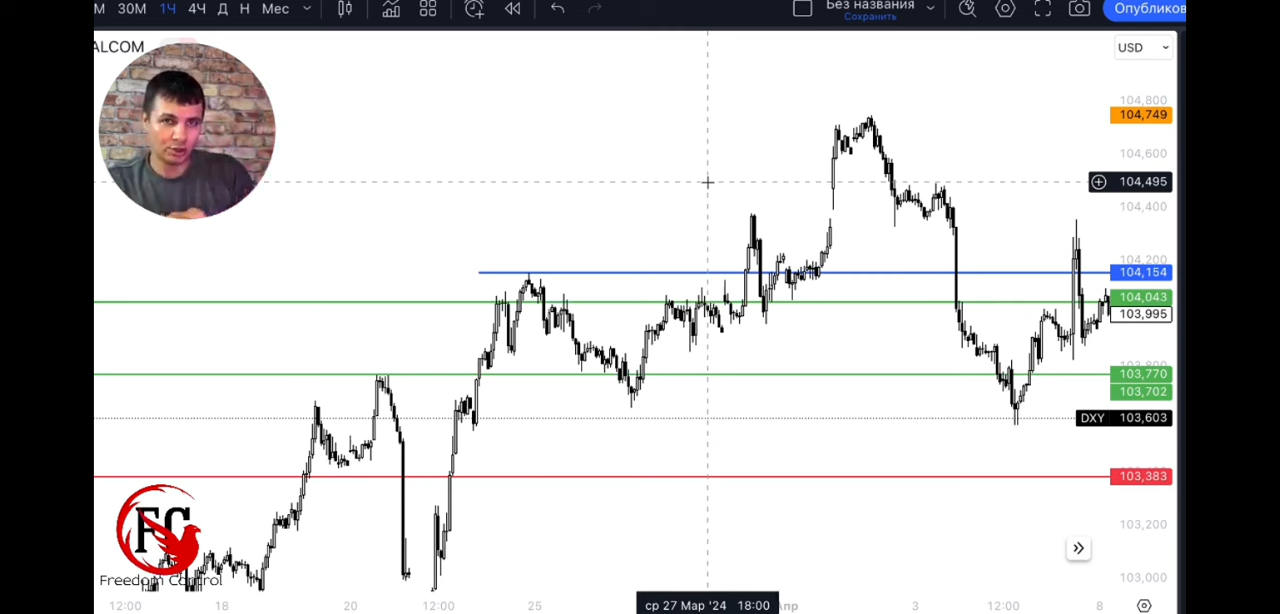 М 30М 1Ч 4Ч Д Н Мес
Без названия
Сохранить
Опубликов
ALCOM
USD
104,800
104,749
104,600
104,495
104,400
104,200
104,154
104,043
103,995
103,770
103,702
DXY 103,603
103,383
103,200
103,000
FC
Freedom Control
12:00 18 20 12:00 25 ср 27 Мар '24 18:00 Апр 3 12:00 8